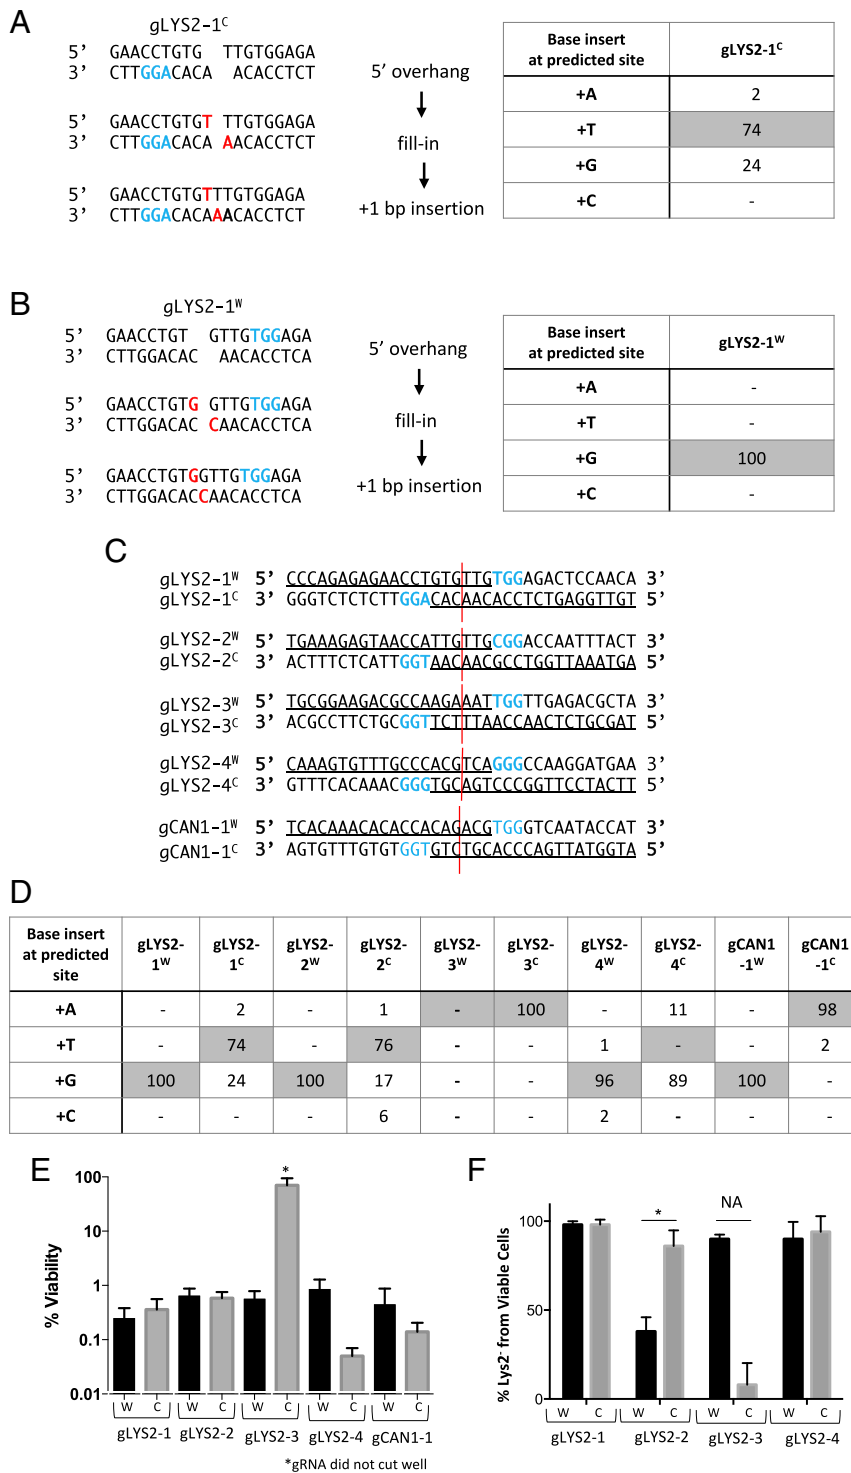 A
gLYS2-1ᶜ
5’ GAACCTGTG TTGTGGAGA
3’ CTTGGACACA ACACCTCT
5’ GAACCTGTGT TTGTGGAGA
3’ CTTGGACACA AACACCTCT
5’ GAACCTGTGTTTGTGGAGA
3’ CTTGGACACAAACACCTCT
5’ overhang
fill-in
+1 bp insertion
Base insert at predicted site gLYS2-1ᶜ
+A 2
+T 74
+G 24
+C -
B
gLYS2-1ᵂ
5’ GAACCTGT GTTGTGGAGA
3’ CTTGGACAC AACACCTCA
5’ GAACCTGTG GTTGTGGAGA
3’ CTTGGACAC CAACACCTCA
5’ GAACCTGTGGTTGTGGAGA
3’ CTTGGACACCAACACCTCA
5’ overhang
fill-in
+1 bp insertion
Base insert at predicted site gLYS2-1ᵂ
+A -
+T -
+G 100
+C -
C
gLYS2-1ᵂ 5’ CCCAGAGAGAACCTGTGTTGTGGAGACTCCAACA 3’
gLYS2-1ᶜ 3’ GGGTCTCTCTTGGACACAACACCTCTGAGGTTGT 5’
gLYS2-2ᵂ 5’ TGAAAGAGTAACCATTGTTGCGGACCAATTTACT 3’
gLYS2-2ᶜ 3’ ACTTTCTCATTGGTAACAACGCCTGGTTAAATGA 5’
gLYS2-3ᵂ 5’ TGCGGAAGACGCCAAGAAATTGGTTGAGACGCTA 3’
gLYS2-3ᶜ 3’ ACGCCTTCTGCGGTTCTTTAACCAACTCTGCGAT 5’
gLYS2-4ᵂ 5’ CAAAGTGTTTGCCCACGTCAGGGCCAAGGATGAA 3’
gLYS2-4ᶜ 3’ GTTTCACAAACGGGTGCAGTCCCGGTTCCTACTT 5’
gCAN1-1ᵂ 5’ TCACAAACACACCACAGACGTGGGTCAATACCAT 3’
gCAN1-1ᶜ 3’ AGTGTTTGTGTGGTGTCTGCACCCAGTTATGGTA 5’
D
Base insert at predicted site gLYS2-1ᵂ gLYS2-1ᶜ gLYS2-2ᵂ gLYS2-2ᶜ gLYS2-3ᵂ gLYS2-3ᶜ gLYS2-4ᵂ gLYS2-4ᶜ gCAN1-1ᵂ gCAN1-1ᶜ
+A - 2 - 1 - 100 - 11 - 98
+T - 74 - 76 - - 1 - - 2
+G 100 24 100 17 - - 96 89 100 -
+C - - - 6 - - 2 - - -
E
% Viability
100
10
1
0.1
0.01
*
W C W C W C W C W C
gLYS2-1 gLYS2-2 gLYS2-3 gLYS2-4 gCAN1-1
*gRNA did not cut well
F
% Lys2⁻ from Viable Cells
100
50
0
* NA
W C W C W C W C
gLYS2-1 gLYS2-2 gLYS2-3 gLYS2-4